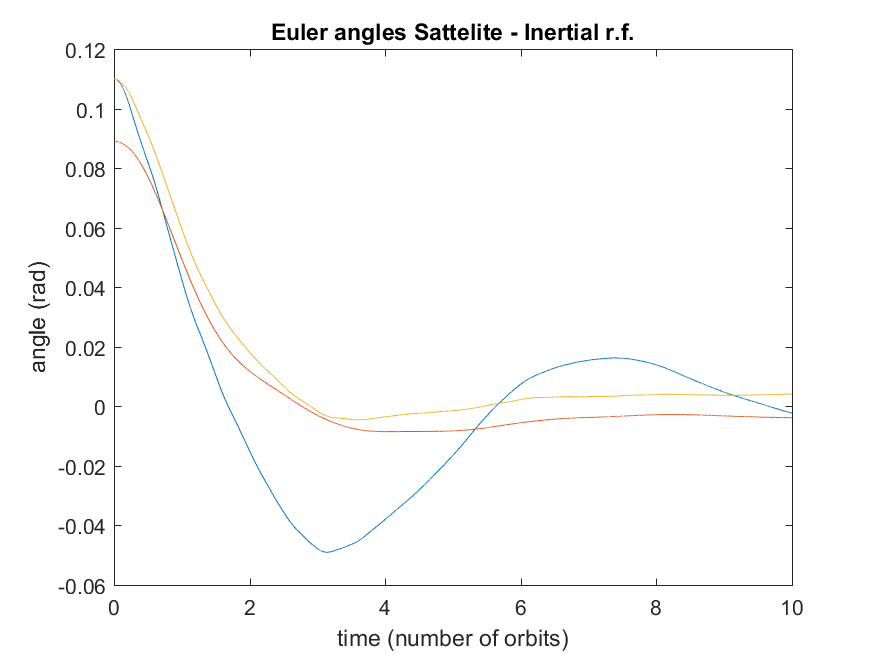 Euler angles Sattelite - Inertial r.f.
0.12
0.1
0.08
0.06
0.04
0.02
0
-0.02
-0.04
-0.06
angle (rad)
0 2 4 6 8 10
time (number of orbits)